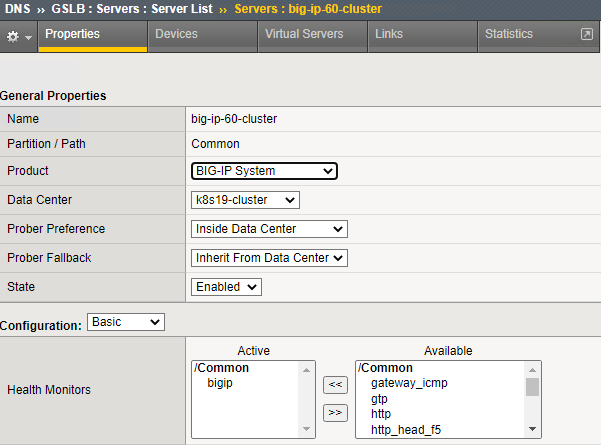 DNS ›› GSLB : Servers : Server List ›› Servers : big-ip-60-cluster
Properties Devices Virtual Servers Links Statistics
General Properties
Name big-ip-60-cluster
Partition / Path Common
Product BIG-IP System
Data Center k8s19-cluster
Prober Preference Inside Data Center
Prober Fallback Inherit From Data Center
State Enabled
Configuration: Basic
Active Available
Health Monitors
/Common
bigip
<<
>>
/Common
gateway_icmp
gtp
http
http_head_f5